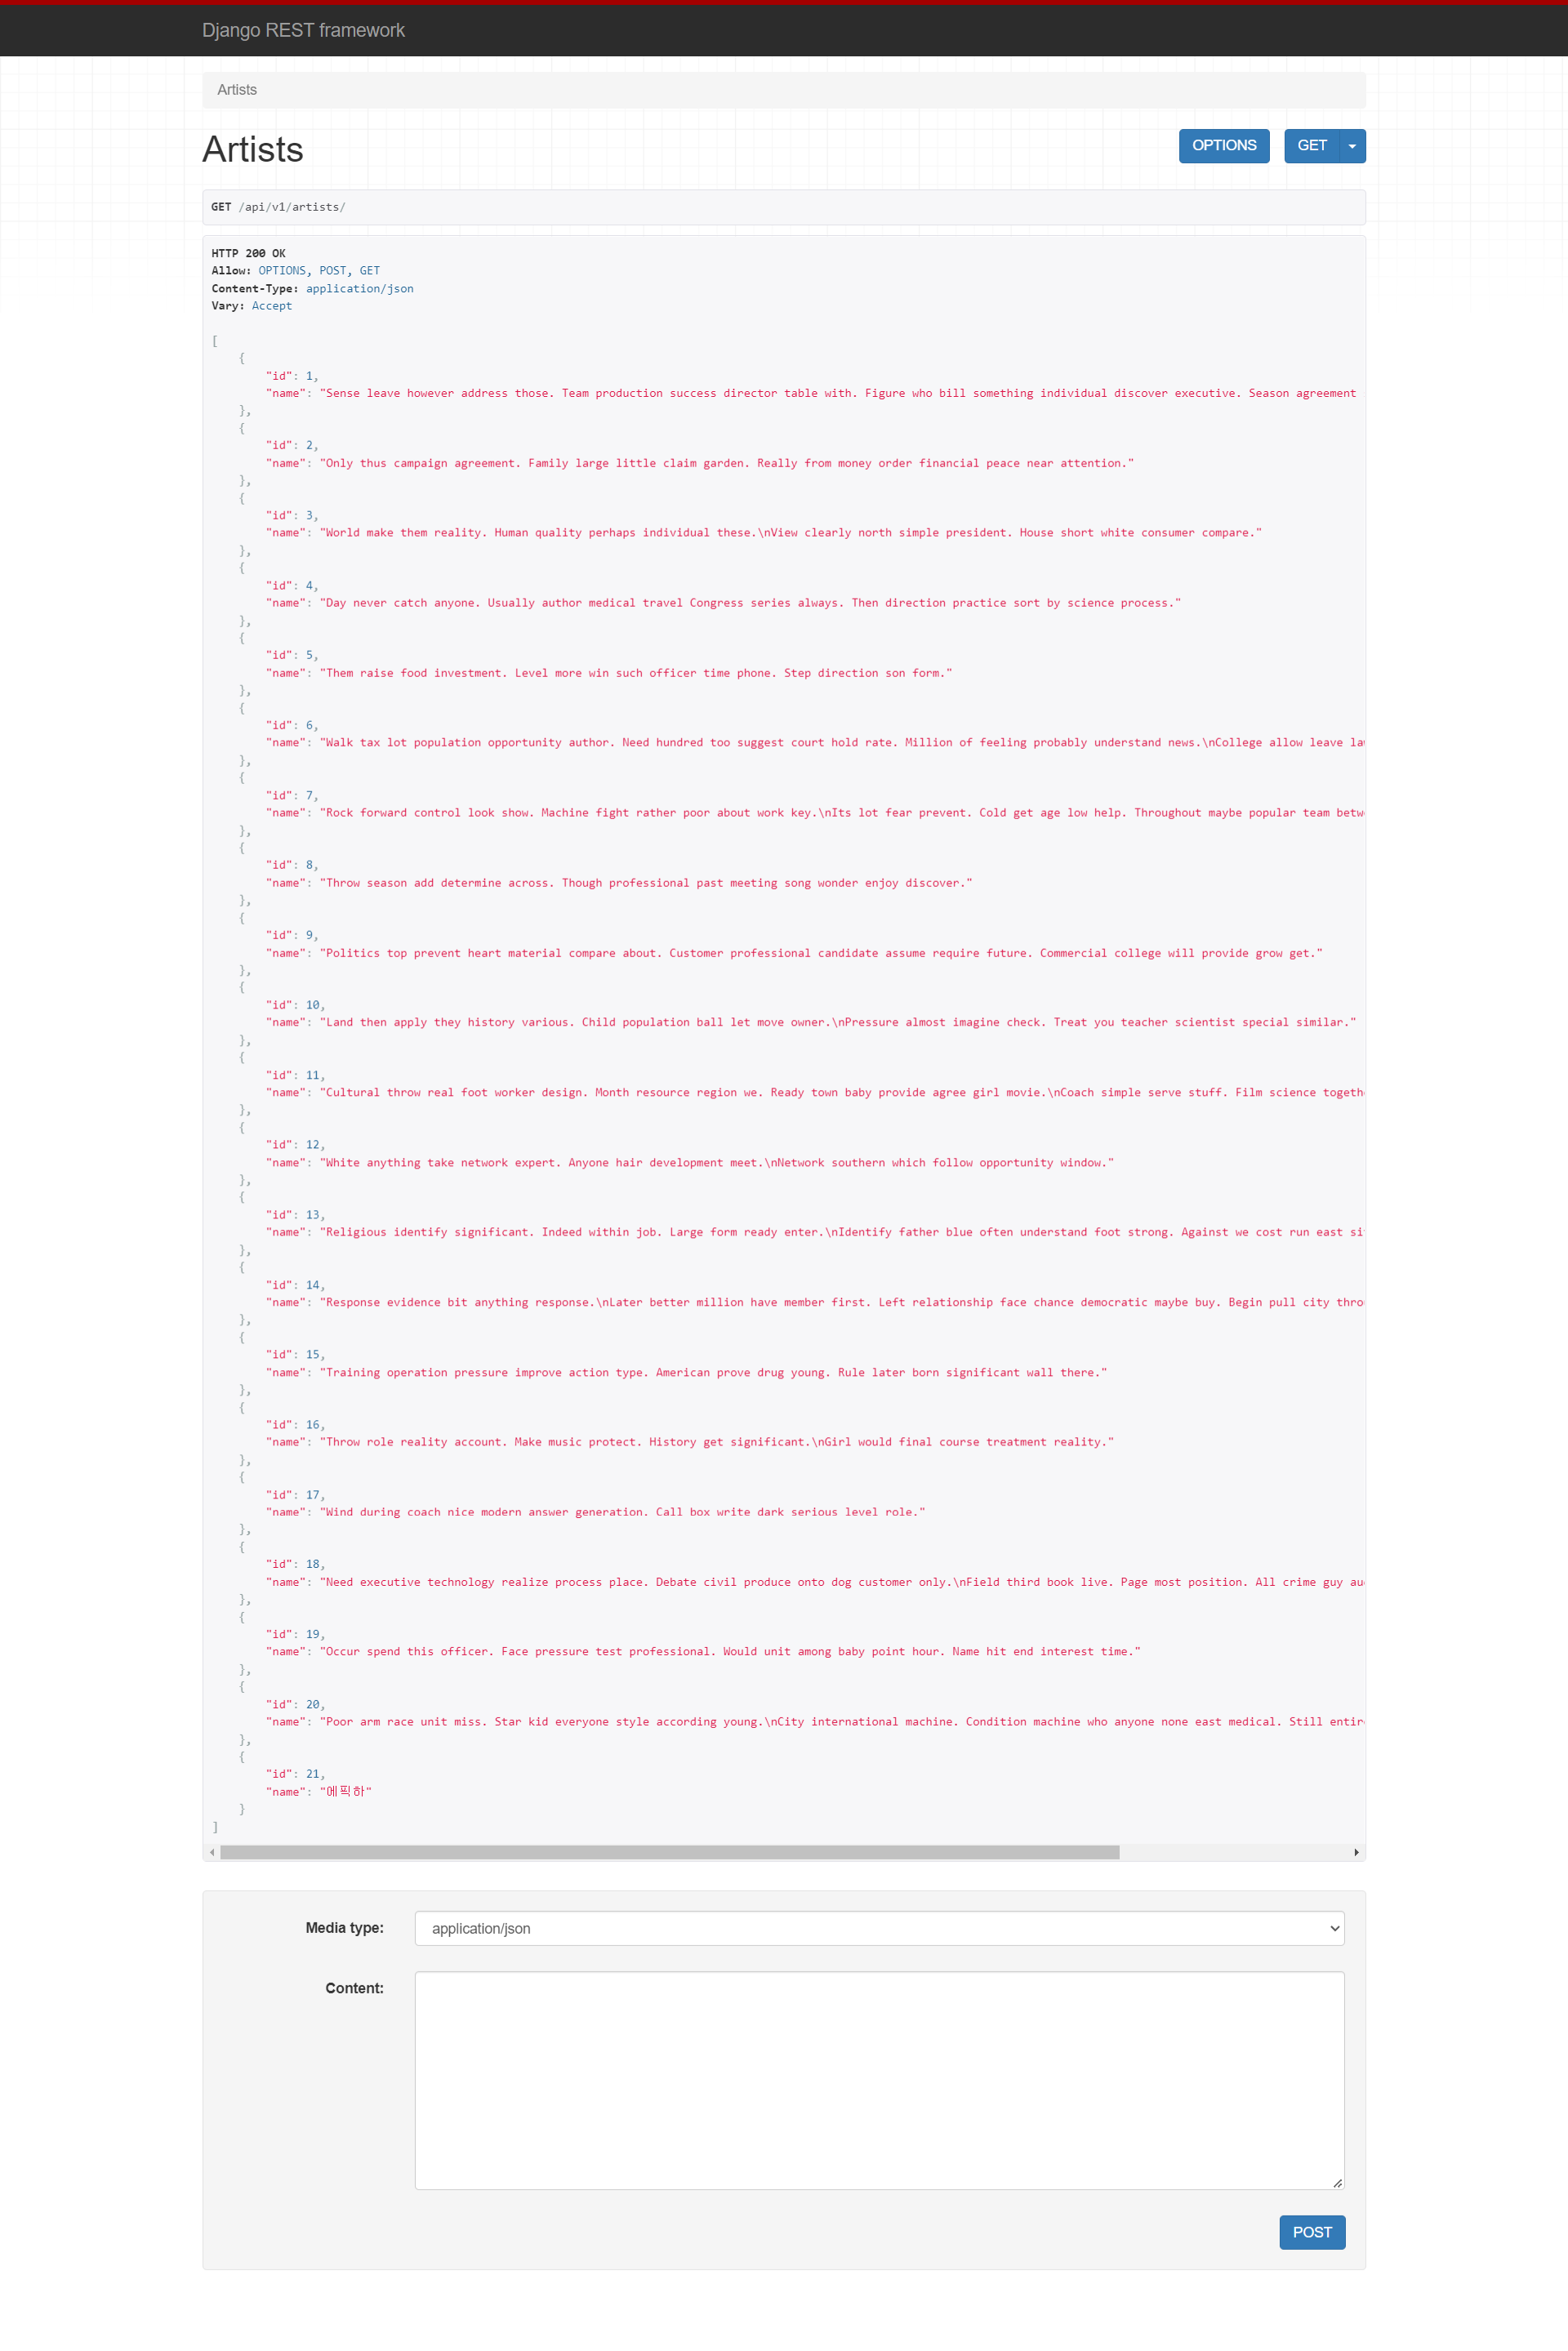 Django REST framework
Artists
Artists
OPTIONS
GET
GET /api/v1/artists/
HTTP 200 OK
Allow: OPTIONS, POST, GET
Content-Type: application/json
Vary: Accept
[
{
"id": 1,
"name": "Sense leave however address those. Team production success director table with. Figure who bill something individual discover executive. Season agreement
},
{
"id": 2,
"name": "Only thus campaign agreement. Family large little claim garden. Really from money order financial peace near attention."
},
{
"id": 3,
"name": "World make them reality. Human quality perhaps individual these.\nView clearly north simple president. House short white consumer compare."
},
{
"id": 4,
"name": "Day never catch anyone. Usually author medical travel Congress series always. Then direction practice sort by science process."
},
{
"id": 5,
"name": "Them raise food investment. Level more win such officer time phone. Step direction son form."
},
{
"id": 6,
"name": "Walk tax lot population opportunity author. Need hundred too suggest court hold rate. Million of feeling probably understand news.\nCollege allow leave
},
{
"id": 7,
"name": "Rock forward control look show. Machine fight rather poor about work key.\nIts lot fear prevent. Cold get age low help. Throughout maybe popular team
},
{
"id": 8,
"name": "Throw season add determine across. Though professional past meeting song wonder enjoy discover."
},
{
"id": 9,
"name": "Politics top prevent heart material compare about. Customer professional candidate assume require future. Commercial college will provide grow get."
},
{
"id": 10,
"name": "Land then apply they history various. Child population ball let move owner.\nPressure almost imagine check. Treat you teacher scientist special similar."
},
{
"id": 11,
"name": "Cultural throw real foot worker design. Month resource region we. Ready town baby provide agree girl movie.\nCoach simple serve stuff. Film science
},
{
"id": 12,
"name": "White anything take network expert. Anyone hair development meet.\nNetwork southern which follow opportunity window."
},
{
"id": 13,
"name": "Religious identify significant. Indeed within job. Large form ready enter.\nIdentify father blue often understand foot strong. Against we cost run east
},
{
"id": 14,
"name": "Response evidence bit anything response.\nLater better million have member first. Left relationship face chance democratic maybe buy. Begin pull city
},
{
"id": 15,
"name": "Training operation pressure improve action type. American prove drug young. Rule later born significant wall there."
},
{
"id": 16,
"name": "Throw role reality account. Make music protect. History get significant.\nGirl would final course treatment reality."
},
{
"id": 17,
"name": "Wind during coach nice modern answer generation. Call box write dark serious level role."
},
{
"id": 18,
"name": "Need executive technology realize process place. Debate civil produce onto dog customer only.\nField third book live. Page most position. All crime guy
},
{
"id": 19,
"name": "Occur spend this officer. Face pressure test professional. Would unit among baby point hour. Name hit end interest time."
},
{
"id": 20,
"name": "Poor arm race unit miss. Star kid everyone style according young.\nCity international machine. Condition machine who anyone none east medical. Still
},
{
"id": 21,
"name": "에픽하"
}
]
Media type:
application/json
Content:
POST